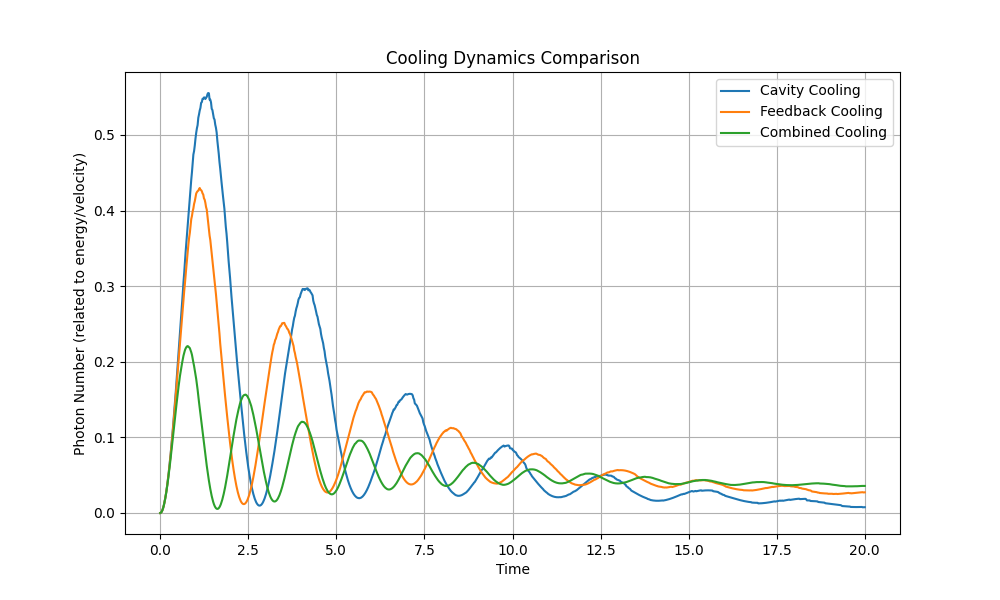 Cooling Dynamics Comparison
Cavity Cooling
Feedback Cooling
Combined Cooling
Photon Number (related to energy/velocity)
0.5
0.4
0.3
0.2
0.1
0.0
0.0 2.5 5.0 7.5 10.0 12.5 15.0 17.5 20.0
Time